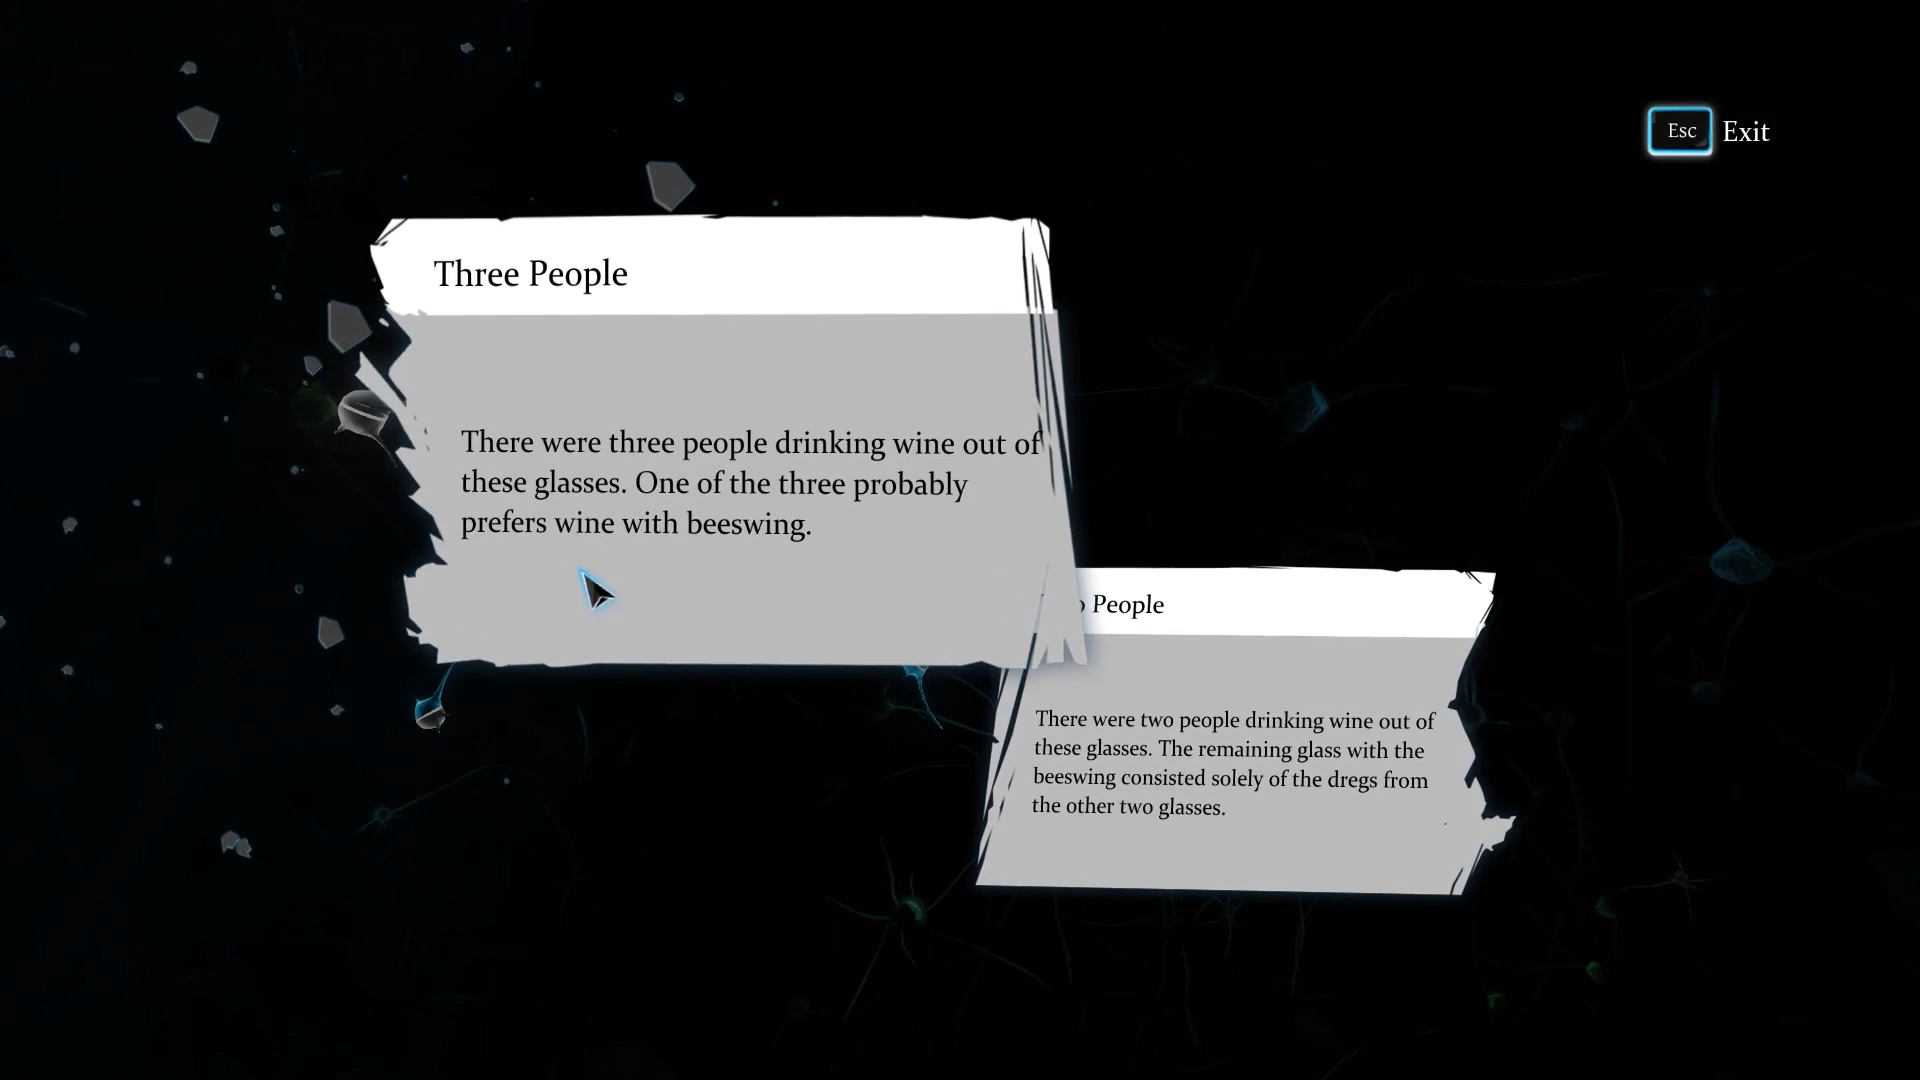 Esc Exit
Three People
There were three people drinking wine out of
these glasses. One of the three probably
prefers wine with beeswing.
People
There were two people drinking wine out of
these glasses. The remaining glass with the
beeswing consisted solely of the dregs from
the other two glasses.